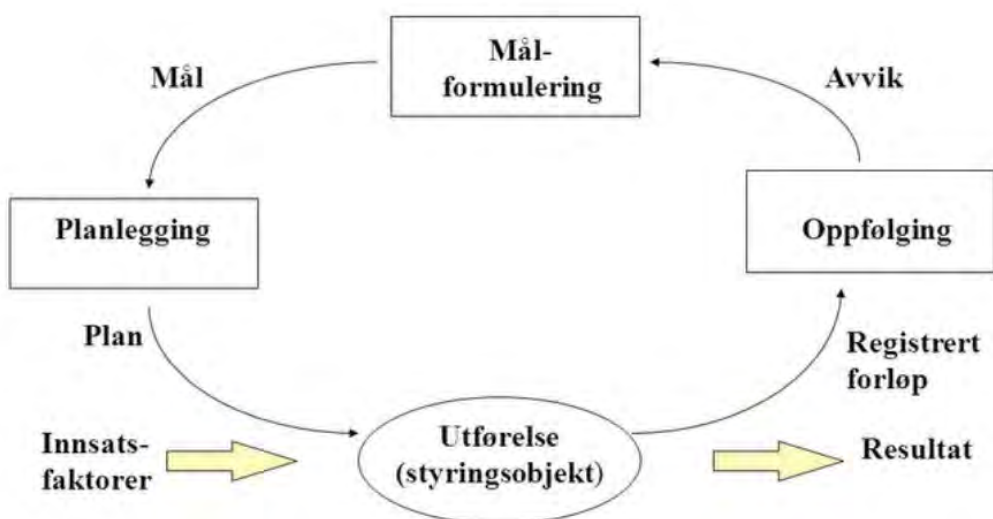 Mål-
formulering
Mål
Avvik
Planlegging
Oppfølging
Plan
Registrert
forløp
Innsats-
faktorer
Utførelse
(styringsobjekt)
Resultat